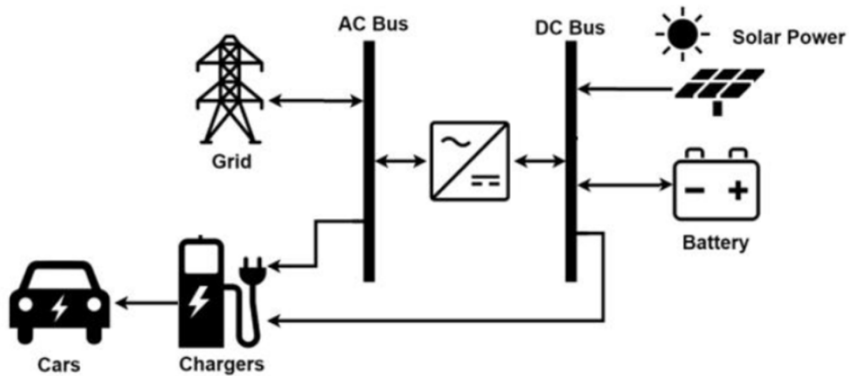 AC Bus
DC Bus
Solar Power
Grid
Battery
Cars
Chargers